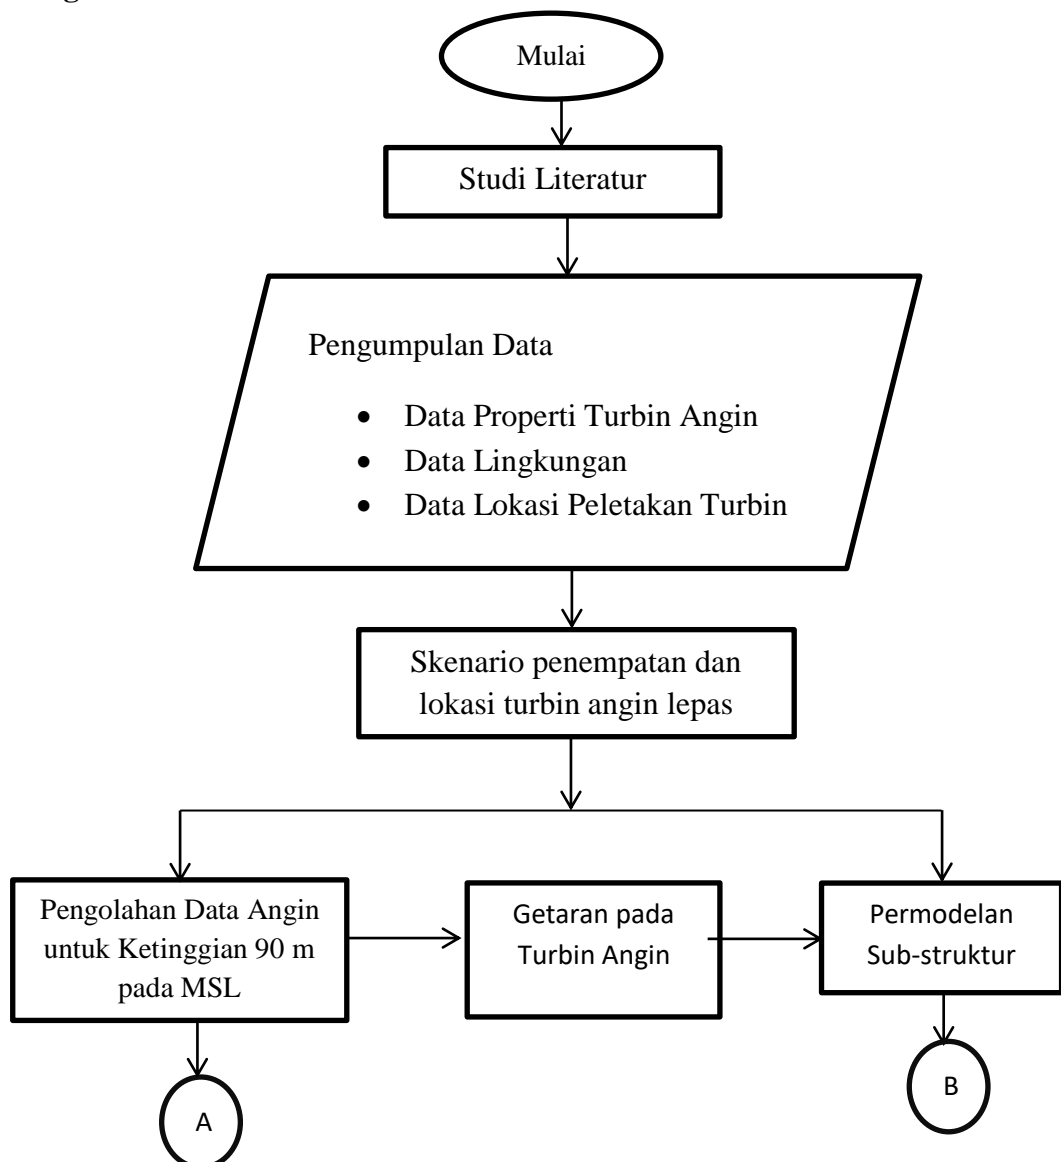 Mulai
Studi Literatur
Pengumpulan Data
• Data Properti Turbin Angin
• Data Lingkungan
• Data Lokasi Peletakan Turbin
Skenario penempatan dan
lokasi turbin angin lepas
Pengolahan Data Angin
untuk Ketinggian 90 m
pada MSL
Getaran pada
Turbin Angin
Permodelan
Sub-struktur
A
B